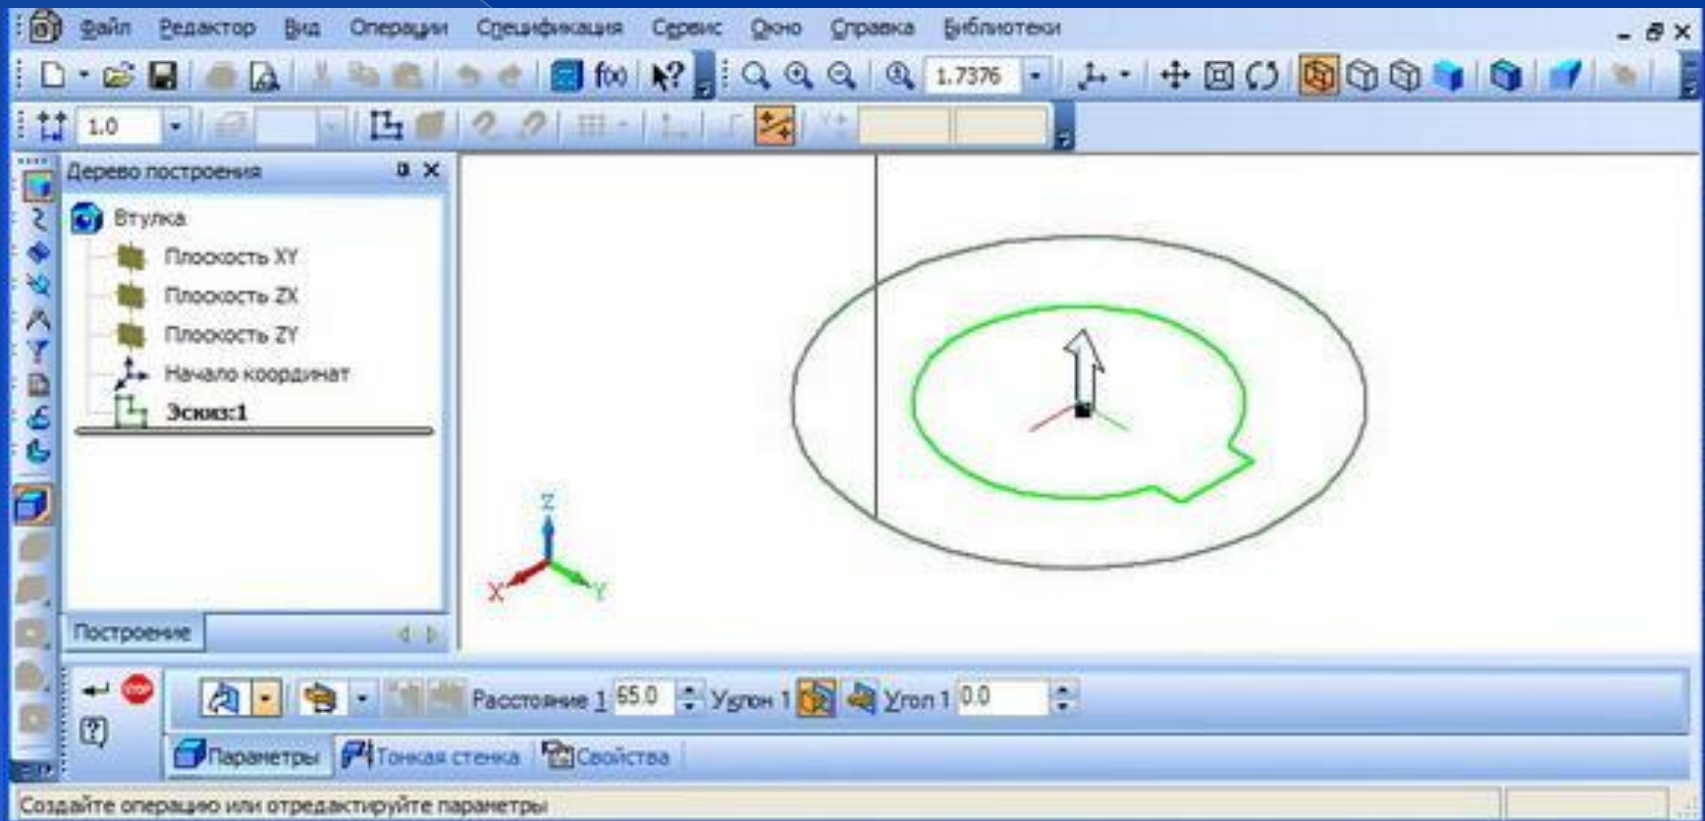 Файл Редактор Вид Операции Спецификация Сервис Окно Справка Библиотеки
f(x) ? 1.7376
1.0
Дерево построения
Втулка
Плоскость XY
Плоскость ZX
Плоскость ZY
Начало координат
Эскиз:1
Z
X Y
Построение
STOP Расстояние 1 65.0 Уклон 1 Угол 1 0.0
?
Параметры Тонкая стенка Свойства
Создайте операцию или отредактируйте параметры